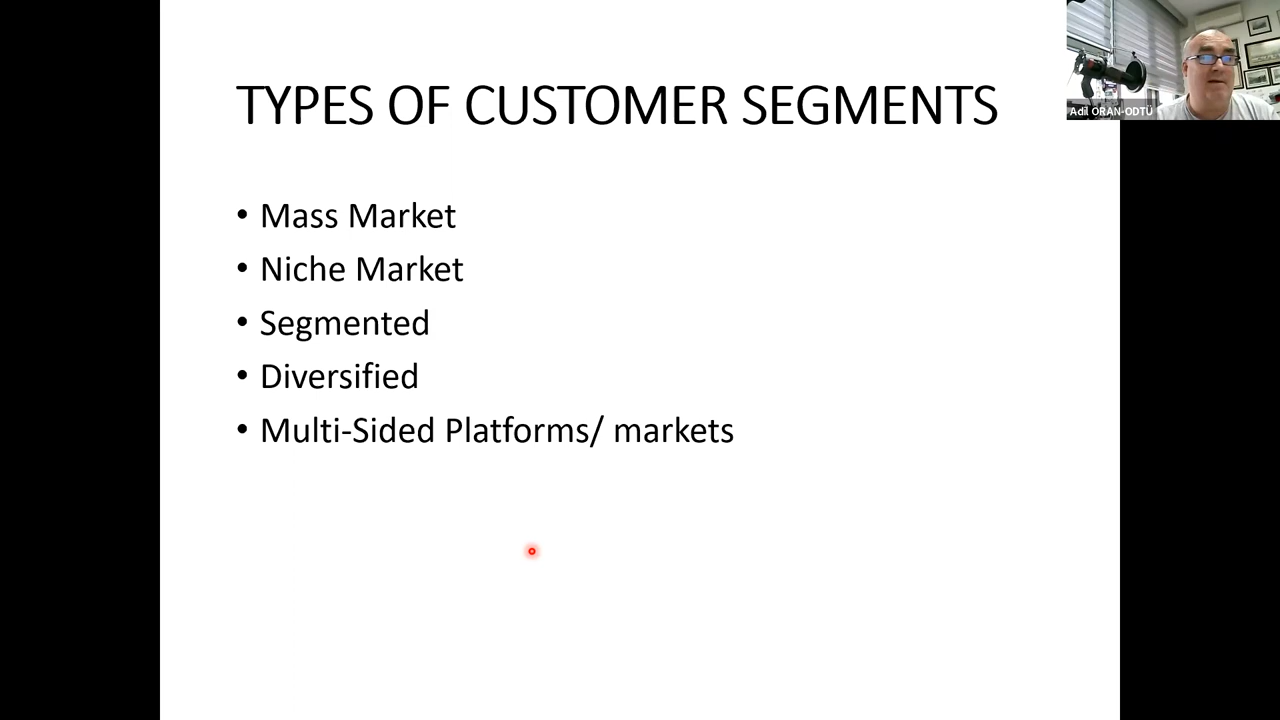 TYPES OF CUSTOMER SEGMENTS
• Mass Market
• Niche Market
• Segmented
• Diversified
• Multi-Sided Platforms/ markets
Adil ORAN-ODTÜ